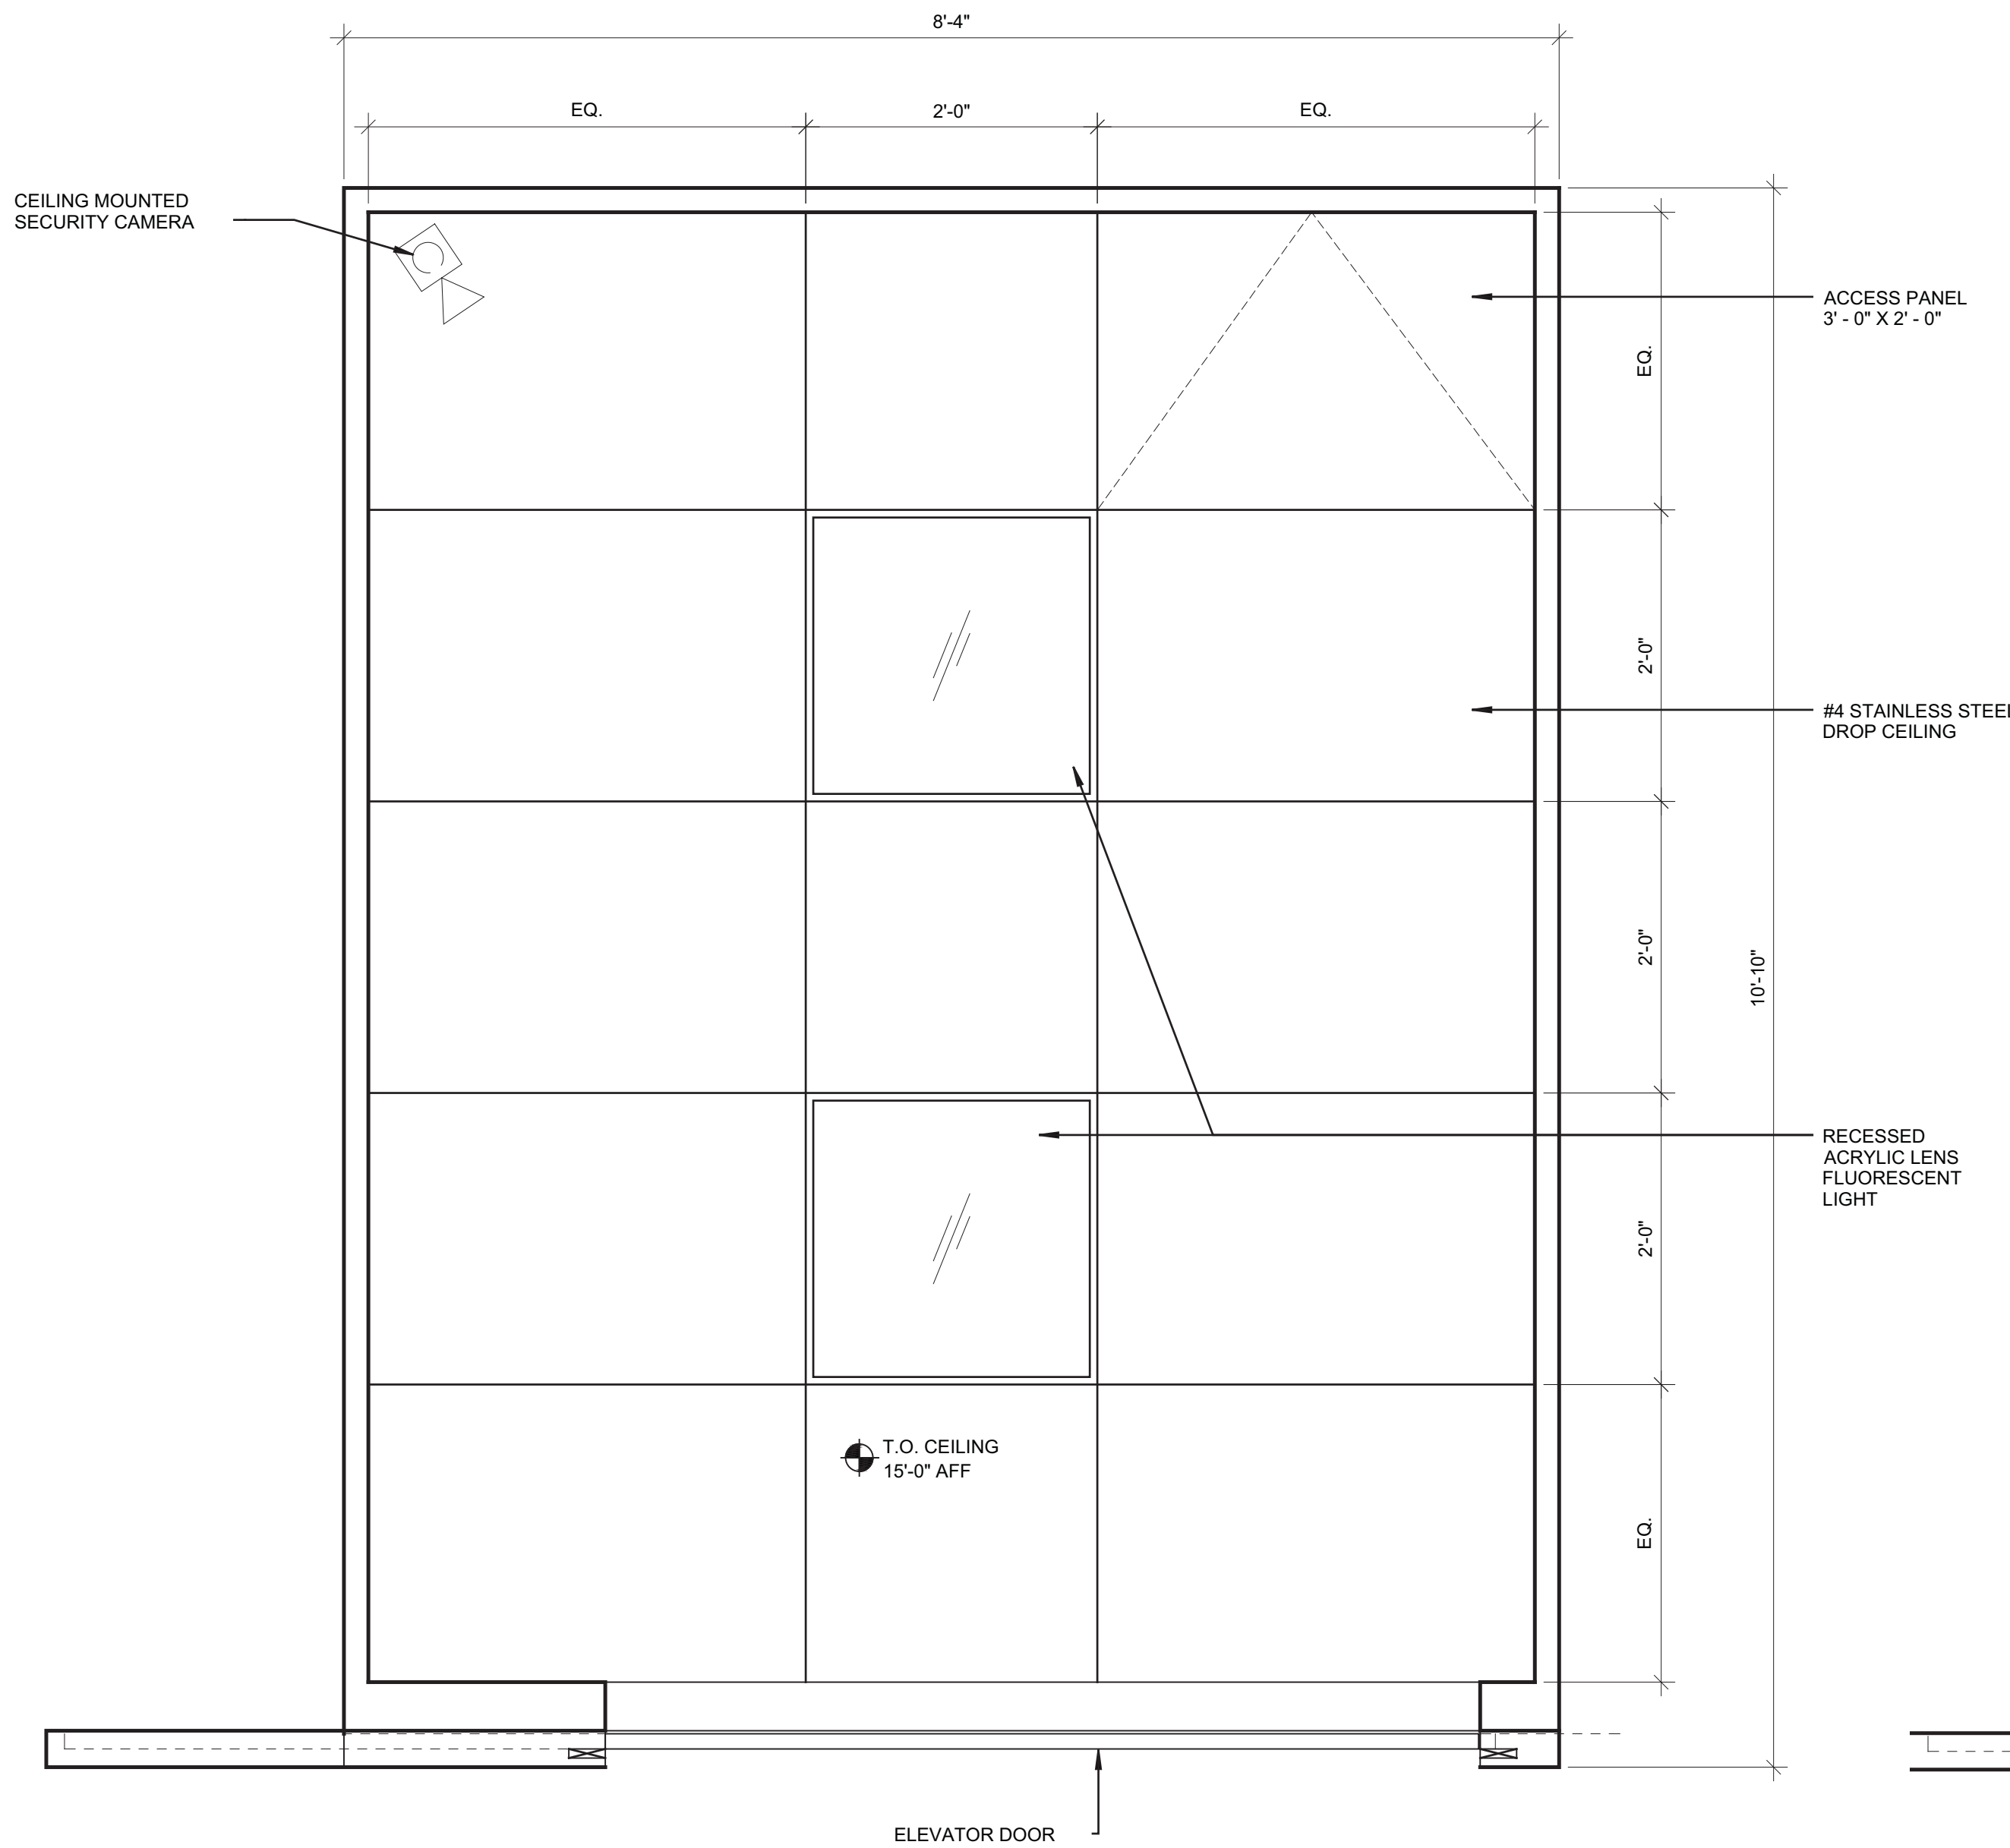 8'-4"
EQ.
2'-0"
EQ.
CEILING MOUNTED
SECURITY CAMERA
ACCESS PANEL
3' - 0" X 2' - 0"
EQ.
2'-0"
#4 STAINLESS STEE
DROP CEILING
2'-0"
10'-10"
RECESSED
ACRYLIC LENS
FLUORESCENT
LIGHT
2'-0"
T.O. CEILING
15'-0" AFF
EQ.
ELEVATOR DOOR